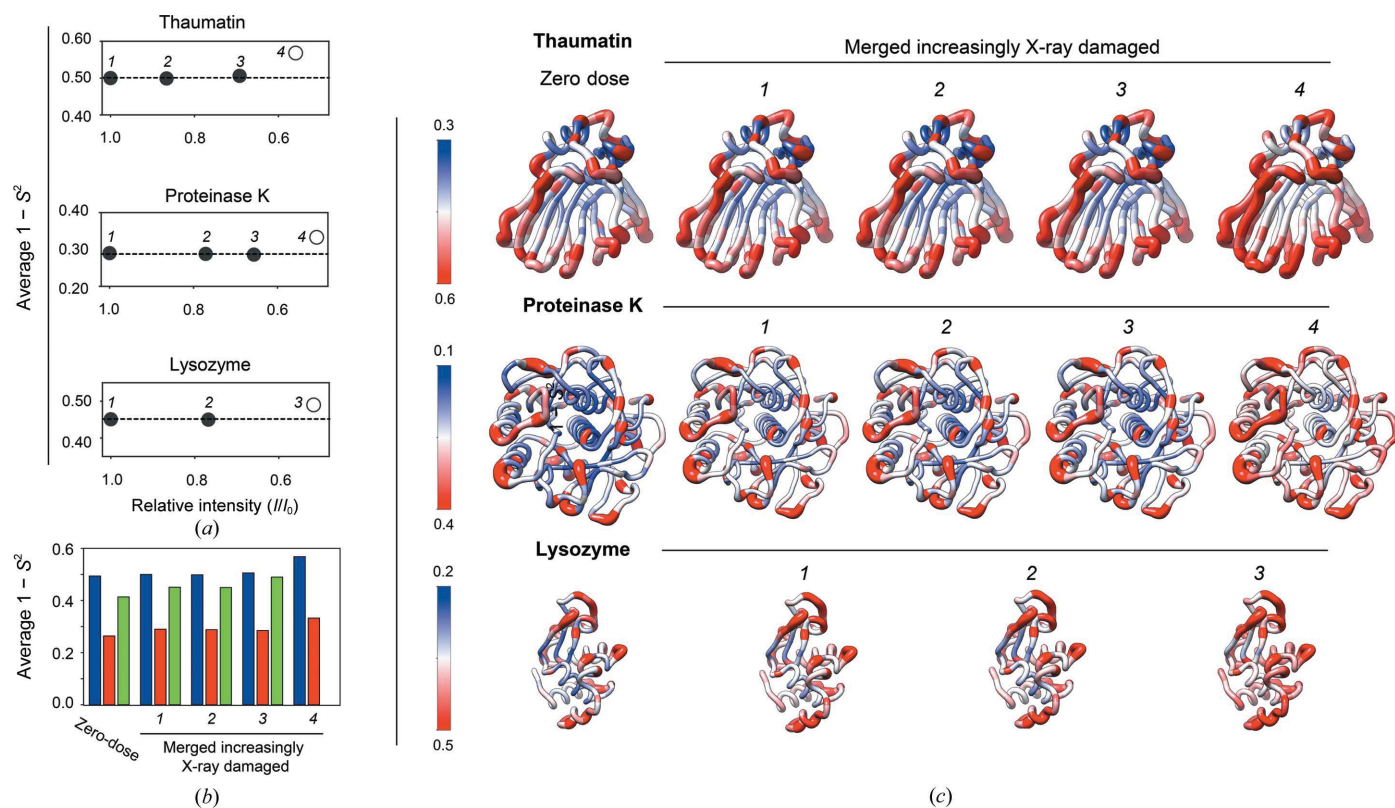 Thaumatin
0.60
0.50
0.40
1 2 3 4
1.0 0.8 0.6
Proteinase K
0.40
0.30
0.20
1 2 3 4
1.0 0.8 0.6
Lysozyme
0.50
0.40
1 2 3
1.0 0.8 0.6
Average 1 − S²
Relative intensity (I/I₀)
(a)
0.6
0.4
0.2
0.0
Average 1 − S²
Zero-dose
1 2 3 4
Merged increasingly
X-ray damaged
(b)
0.3
0.6
0.1
0.4
0.2
0.5
Thaumatin
Merged increasingly X-ray damaged
Zero dose
1 2 3 4
Proteinase K
1 2 3 4
1 − S²
Lysozyme
1 2 3
(c)